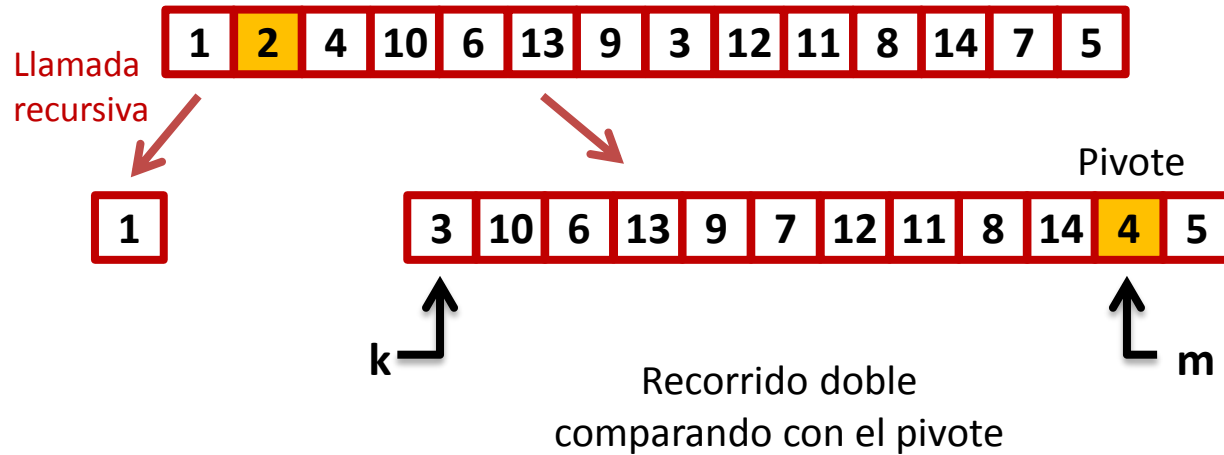 1 2 4 10 6 13 9 3 12 11 8 14 7 5
Llamada
recursiva
Pivote
1
3 10 6 13 9 7 12 11 8 14 4 5
k
m
Recorrido doble
comparando con el pivote